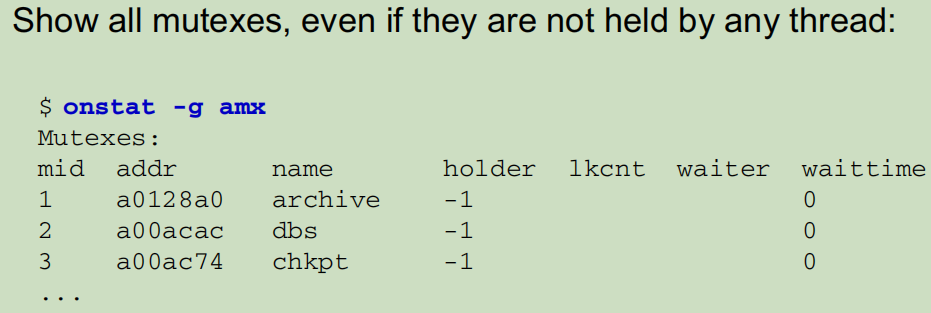 Show all mutexes, even if they are not held by any thread:
$ onstat -g amx
Mutexes:
mid addr name holder lkcnt waiter waittime
1 a0128a0 archive -1 0
2 a00acac dbs -1 0
3 a00ac74 chkpt -1 0
...